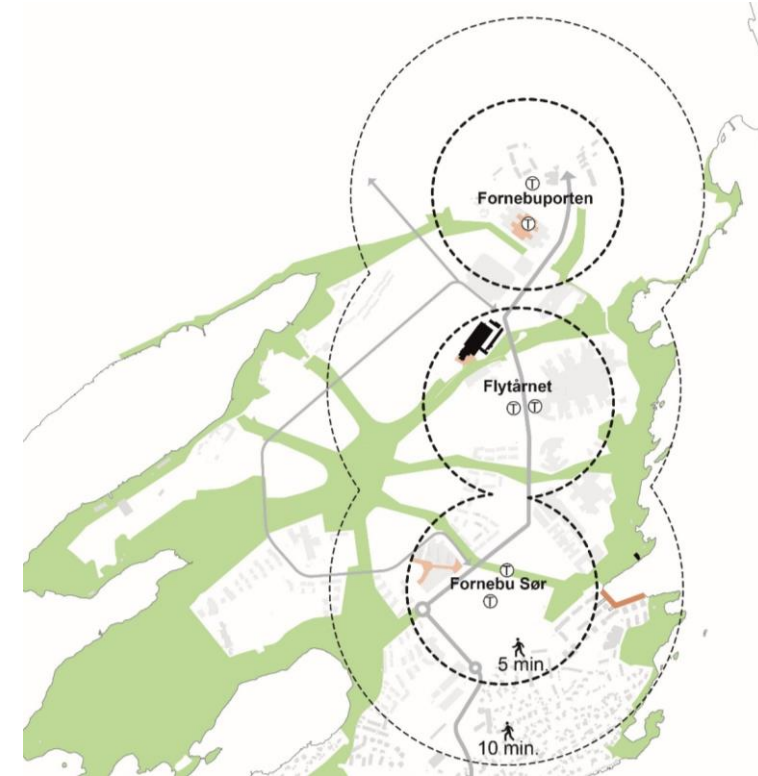 T
Fornebuporten
T
Flytårnet
T T
T
Fornebu Sør
T
5 min.
10 min.